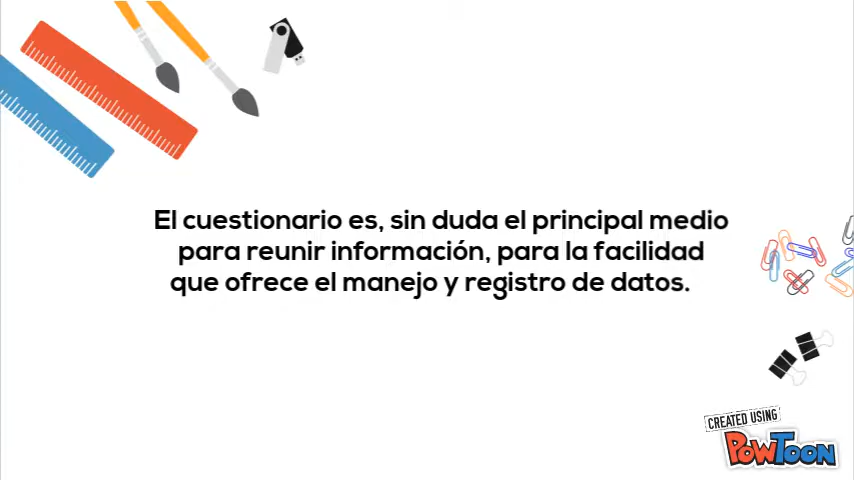 El cuestionario es, sin duda el principal medio
para reunir información, para la facilidad
que ofrece el manejo y registro de datos.
CREATED USING
PowToon